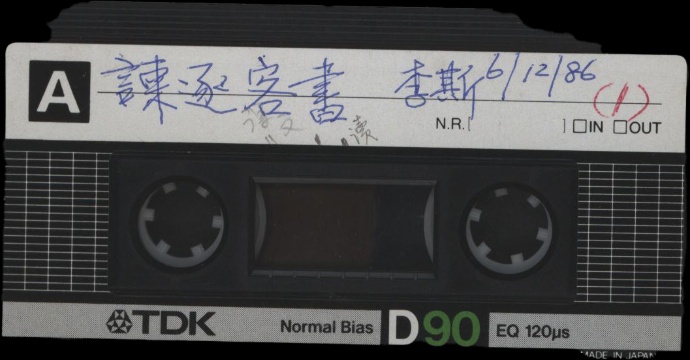 A 諫逐客書 李斯 6/12/86
(1)
N.R.[ ] IN OUT
TDK Normal Bias D90 EQ 120μs
MADE IN JAPAN